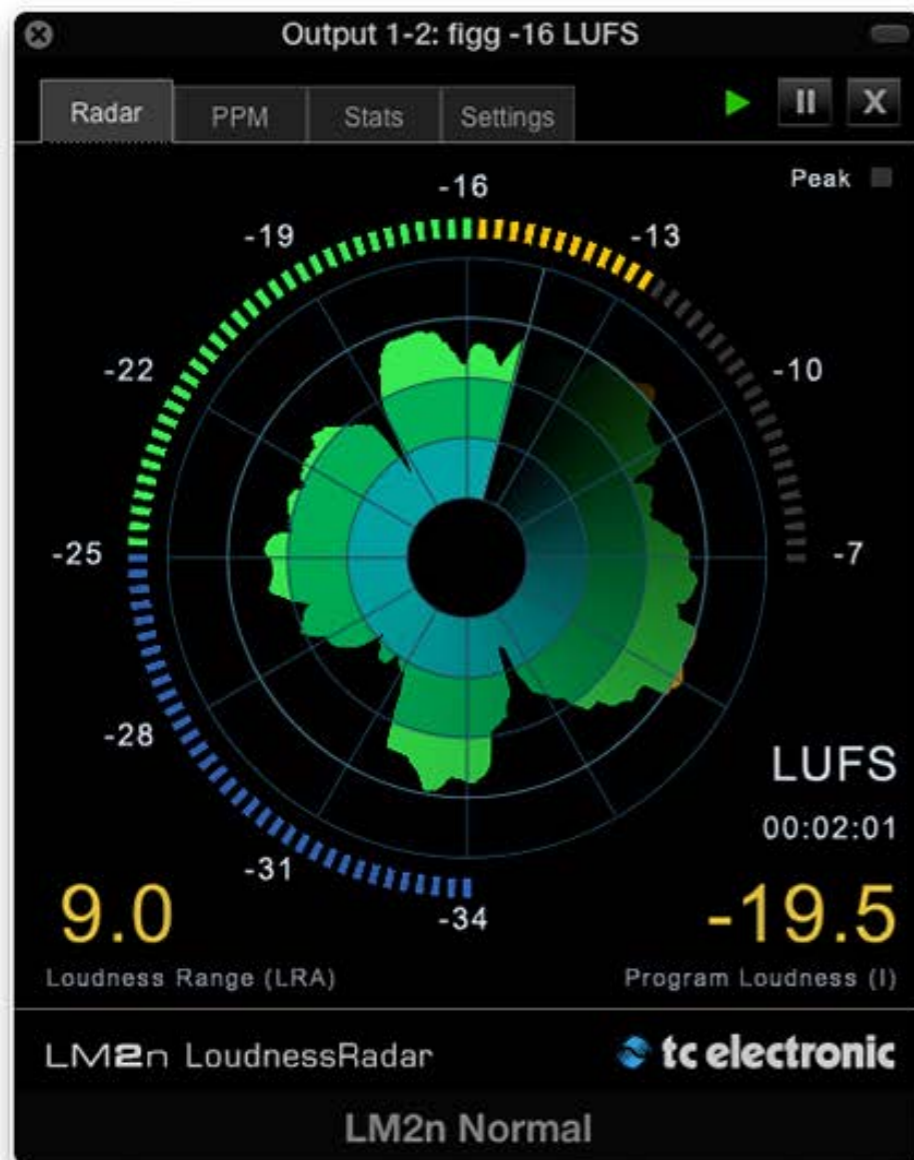 Output 1-2: figg -16 LUFS
Radar PPM Stats Settings X
Peak
-16
-19 -13
-22 -10
-25 -7
-28
LUFS
00:02:01
-31
-34
9.0 -19.5
Loudness Range (LRA) Program Loudness (I)
LM2n LoudnessRadar tc electronic
LM2n Normal